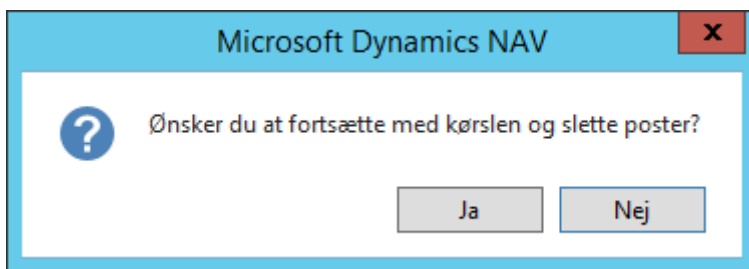 Microsoft Dynamics NAV
x
Ønsker du at fortsætte med kørslen og slette poster?
Ja
Nej